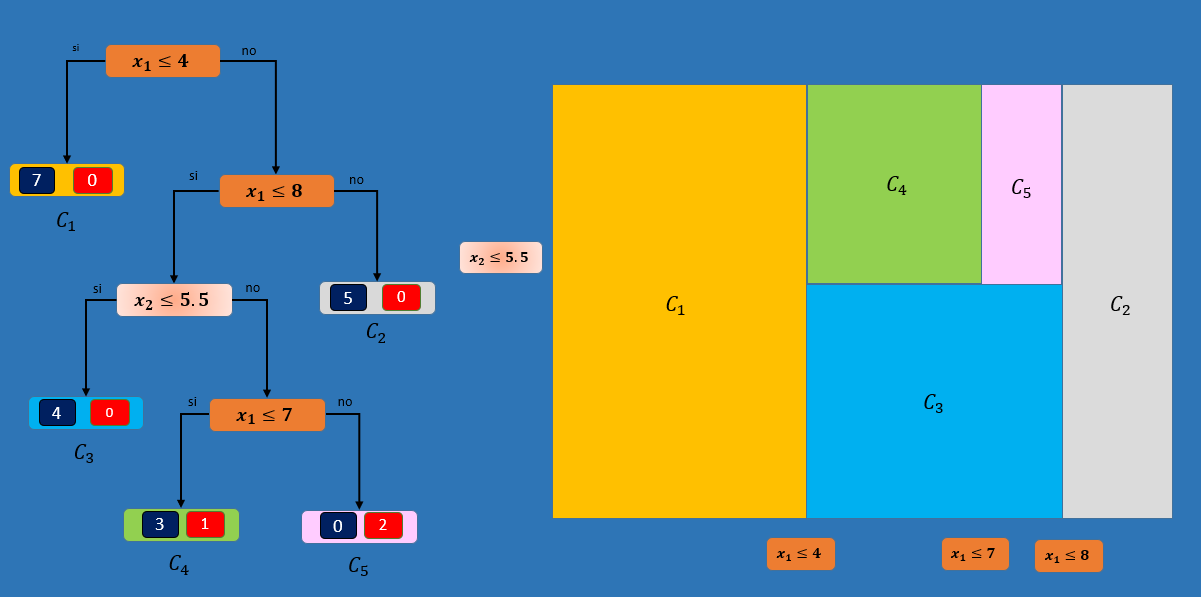 si
x₁ ≤ 4
no
7 0
C₁
si
x₁ ≤ 8
no
si
x₂ ≤ 5.5
no
5 0
C₂
4 0
C₃
si
x₁ ≤ 7
no
3 1
C₄
0 2
C₅
x₂ ≤ 5.5
C₁
C₄
C₅
C₃
C₂
x₁ ≤ 4
x₁ ≤ 7
x₁ ≤ 8